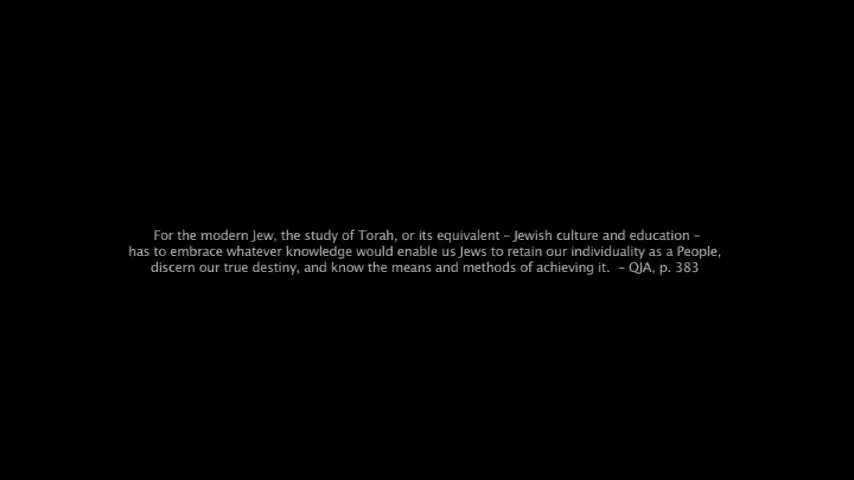 For the modern Jew, the study of Torah, or its equivalent – Jewish culture and education –
has to embrace whatever knowledge would enable us Jews to retain our individuality as a People,
discern our true destiny, and know the means and methods of achieving it.  – QJA, p. 383